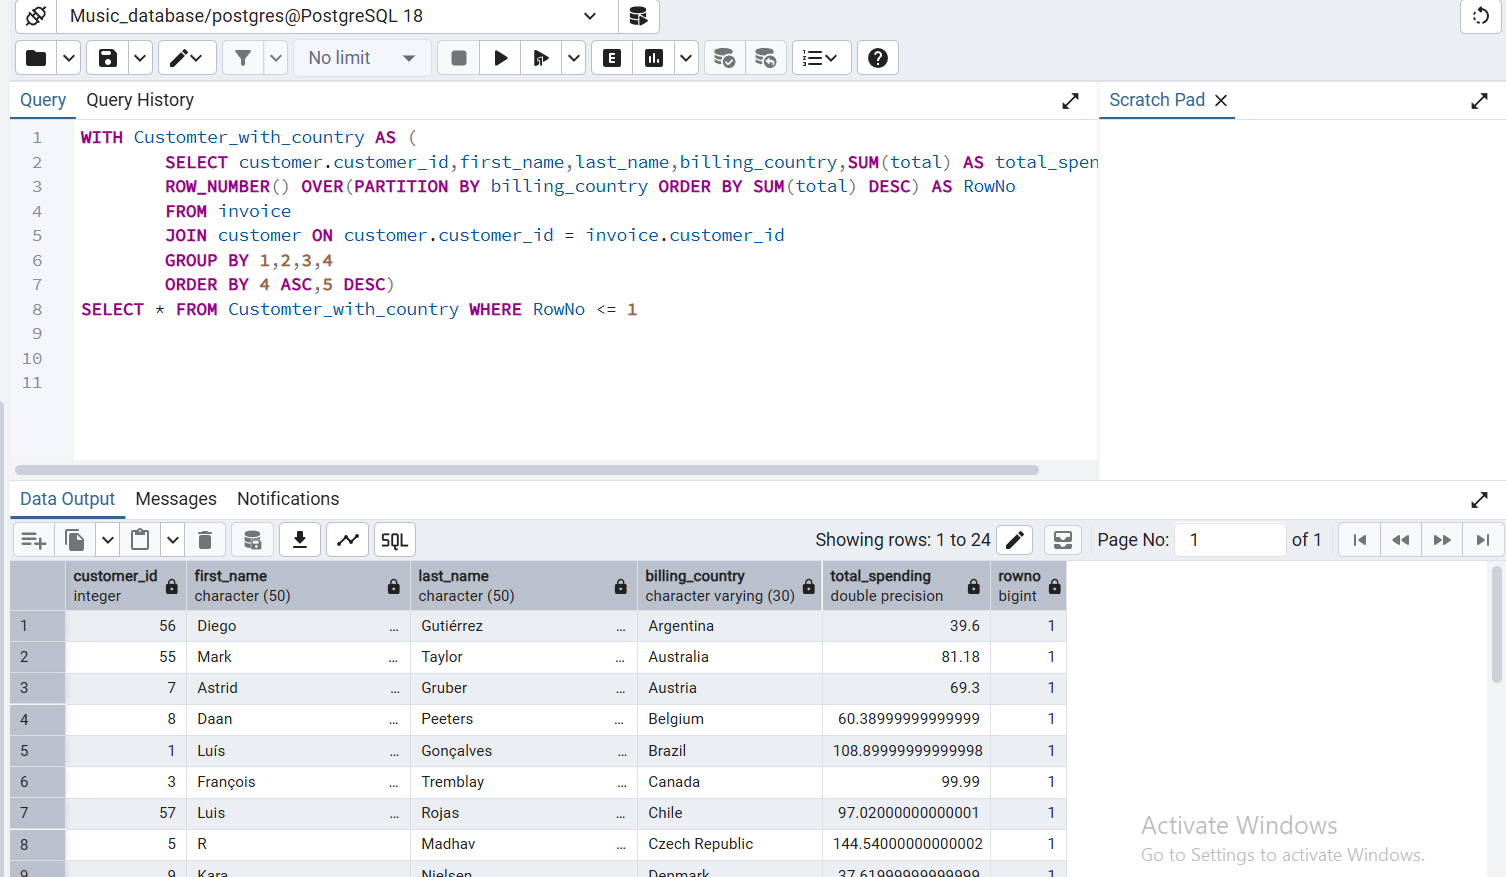 Music_database/postgres@PostgreSQL 18
No limit
E
Query Query History
Scratch Pad
1 WITH Customter_with_country AS (
2 SELECT customer.customer_id,first_name,last_name,billing_country,SUM(total) AS total_spen
3 ROW_NUMBER() OVER(PARTITION BY billing_country ORDER BY SUM(total) DESC) AS RowNo
4 FROM invoice
5 JOIN customer ON customer.customer_id = invoice.customer_id
6 GROUP BY 1,2,3,4
7 ORDER BY 4 ASC,5 DESC)
8 SELECT * FROM Customter_with_country WHERE RowNo <= 1
9
10
11
Data Output Messages Notifications
SQL Showing rows: 1 to 24 Page No: 1 of 1
customer_id first_name last_name billing_country total_spending rowno
integer character (50) character (50) character varying (30) double precision bigint
1 56 Diego ... Gutiérrez ... Argentina 39.6 1
2 55 Mark ... Taylor ... Australia 81.18 1
3 7 Astrid ... Gruber ... Austria 69.3 1
4 8 Daan ... Peeters ... Belgium 60.38999999999999 1
5 1 Luís ... Gonçalves ... Brazil 108.89999999999998 1
6 3 François ... Tremblay ... Canada 99.99 1
7 57 Luis ... Rojas ... Chile 97.02000000000001 1
8 5 R Madhav ... Czech Republic 144.54000000000002 1
9 9 Kara Nielsen Denmark 37.61999999999999 1
Activate Windows
Go to Settings to activate Windows.